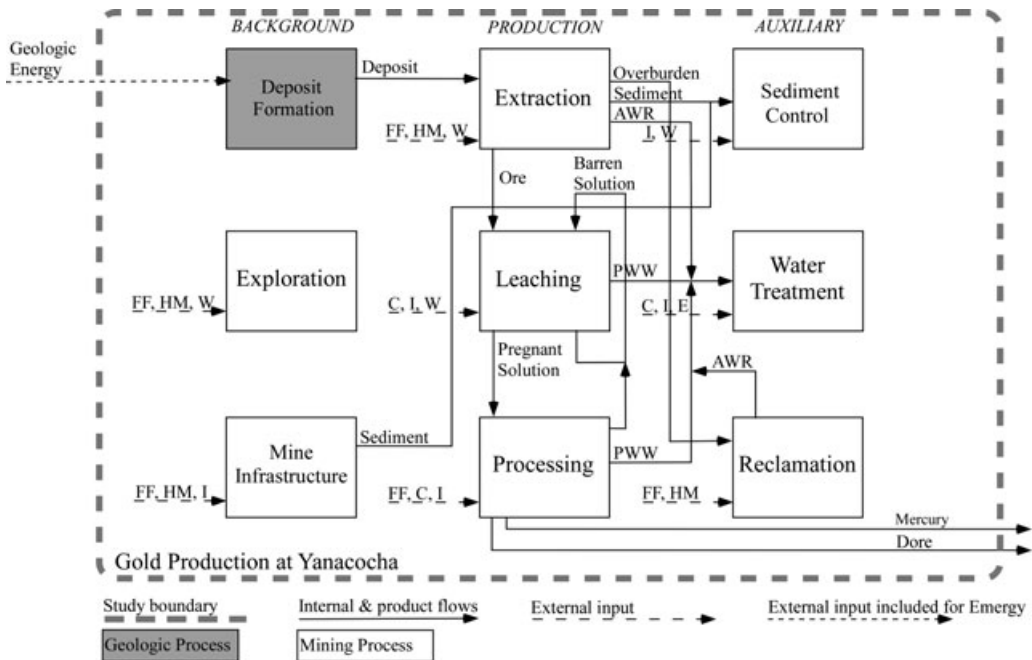 BACKGROUND
PRODUCTION
AUXILIARY
Geologic
Energy
Deposit
Formation
Deposit
Extraction
Overburden
Sediment
AWR
Sediment
Control
FF, HM, W
I, W
Ore
Barren
Solution
Exploration
Leaching
PWW
Water
Treatment
FF, HM, W
C, I, W
C, I, E
Pregnant
Solution
AWR
Mine
Infrastructure
Sediment
Processing
PWW
Reclamation
FF, HM, I
FF, C, I
FF, HM
Mercury
Dore
Gold Production at Yanacocha
Study boundary
Internal & product flows
External input
External input included for Emergy
Geologic Process
Mining Process